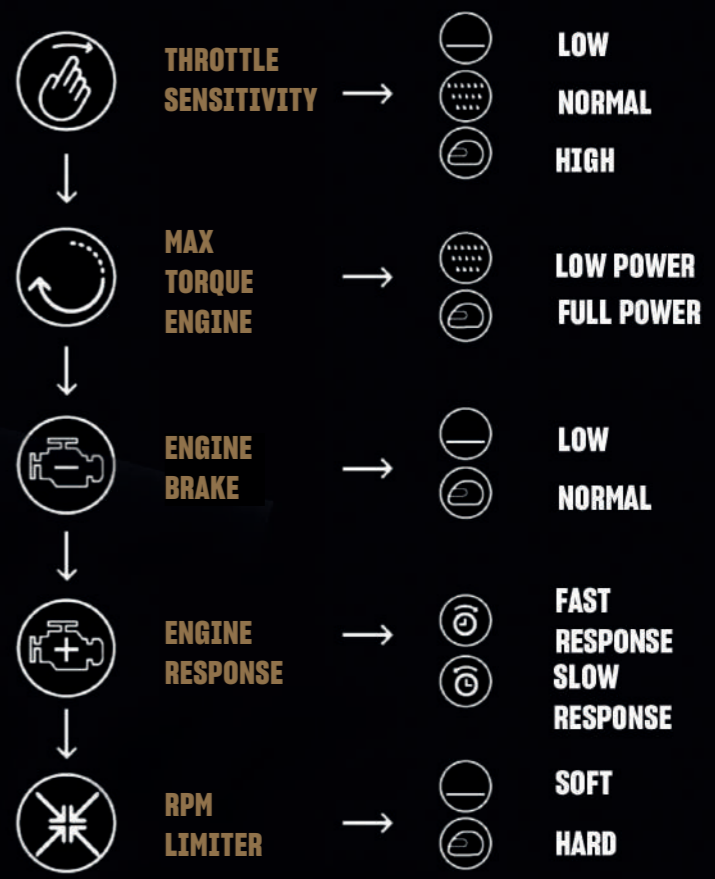 THROTTLE
SENSITIVITY
LOW
NORMAL
HIGH
MAX
TORQUE
ENGINE
LOW POWER
FULL POWER
ENGINE
BRAKE
LOW
NORMAL
ENGINE
RESPONSE
FAST
RESPONSE
SLOW
RESPONSE
RPM
LIMITER
SOFT
HARD